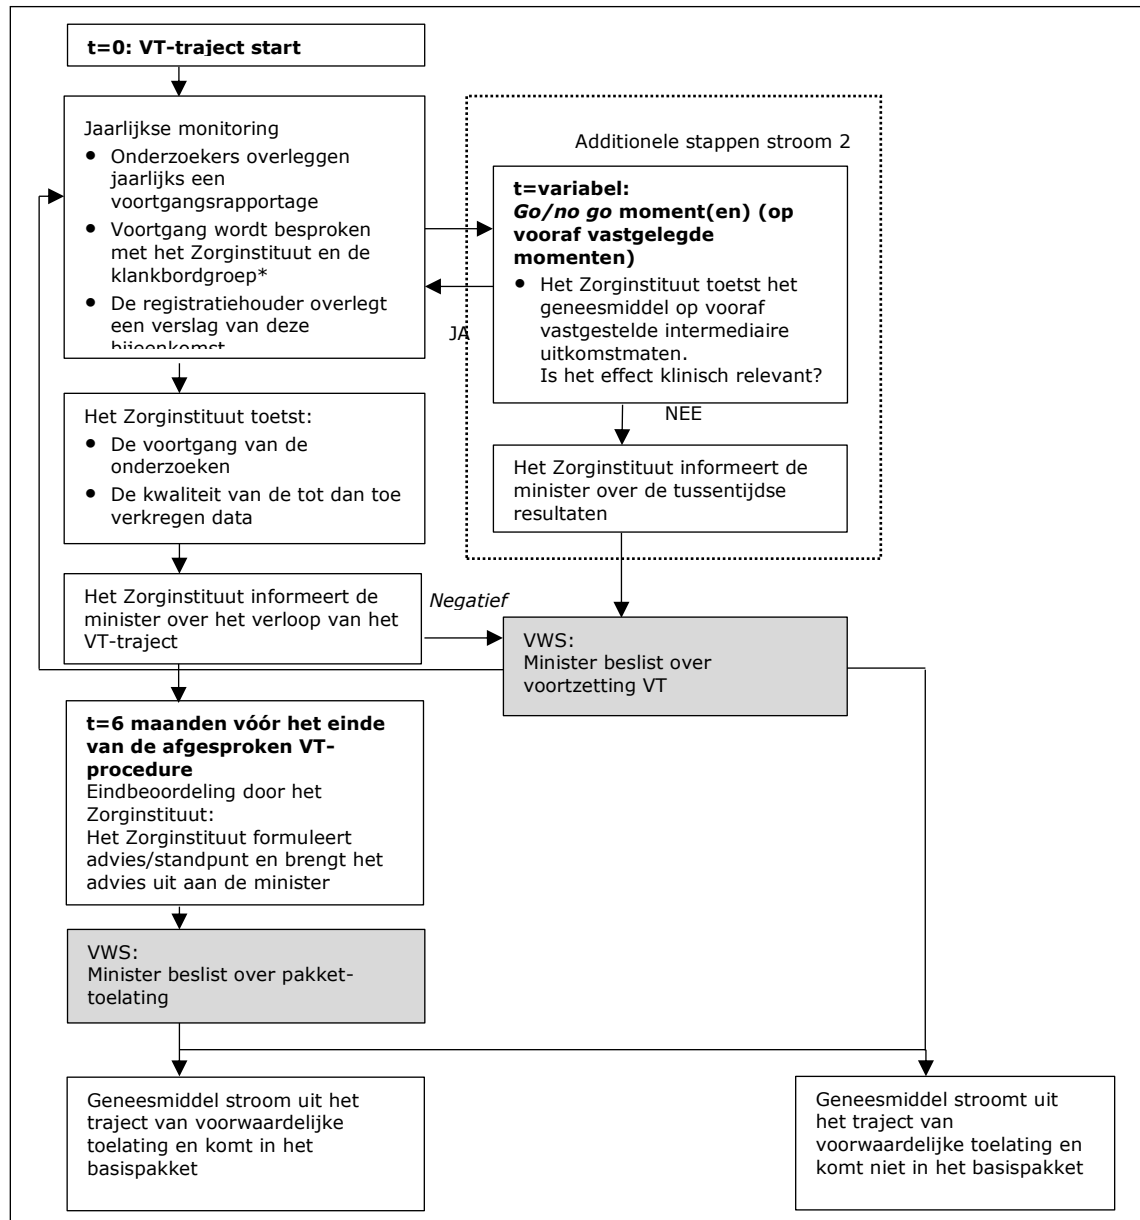 t=0: VT-traject start
Jaarlijkse monitoring
• Onderzoekers overleggen
jaarlijks een
voortgangsrapportage
• Voortgang wordt besproken
met het Zorginstituut en de
klankbordgroep*
• De registratiehouder overlegt
een verslag van deze
bijeenkomst
Additionele stappen stroom 2
t=variabel:
Go/no go moment(en) (op
vooraf vastgelegde
momenten)
• Het Zorginstituut toetst het
geneesmiddel op vooraf
vastgestelde intermediaire
uitkomstmaten.
Is het effect klinisch relevant?
JA
NEE
Het Zorginstituut informeert de
minister over de tussentijdse
resultaten
Het Zorginstituut toetst:
• De voortgang van de
onderzoeken
• De kwaliteit van de tot dan toe
verkregen data
Het Zorginstituut informeert de
minister over het verloop van het
VT-traject
Negatief
VWS:
Minister beslist over
voortzetting VT
t=6 maanden vóór het einde
van de afgesproken VT-
procedure
Eindbeoordeling door het
Zorginstituut:
Het Zorginstituut formuleert
advies/standpunt en brengt het
advies uit aan de minister
VWS:
Minister beslist over pakket-
toelating
Geneesmiddel stroom uit het
traject van voorwaardelijke
toelating en komt in het
basispakket
Geneesmiddel stroomt uit
het traject van
voorwaardelijke toelating en
komt niet in het basispakket